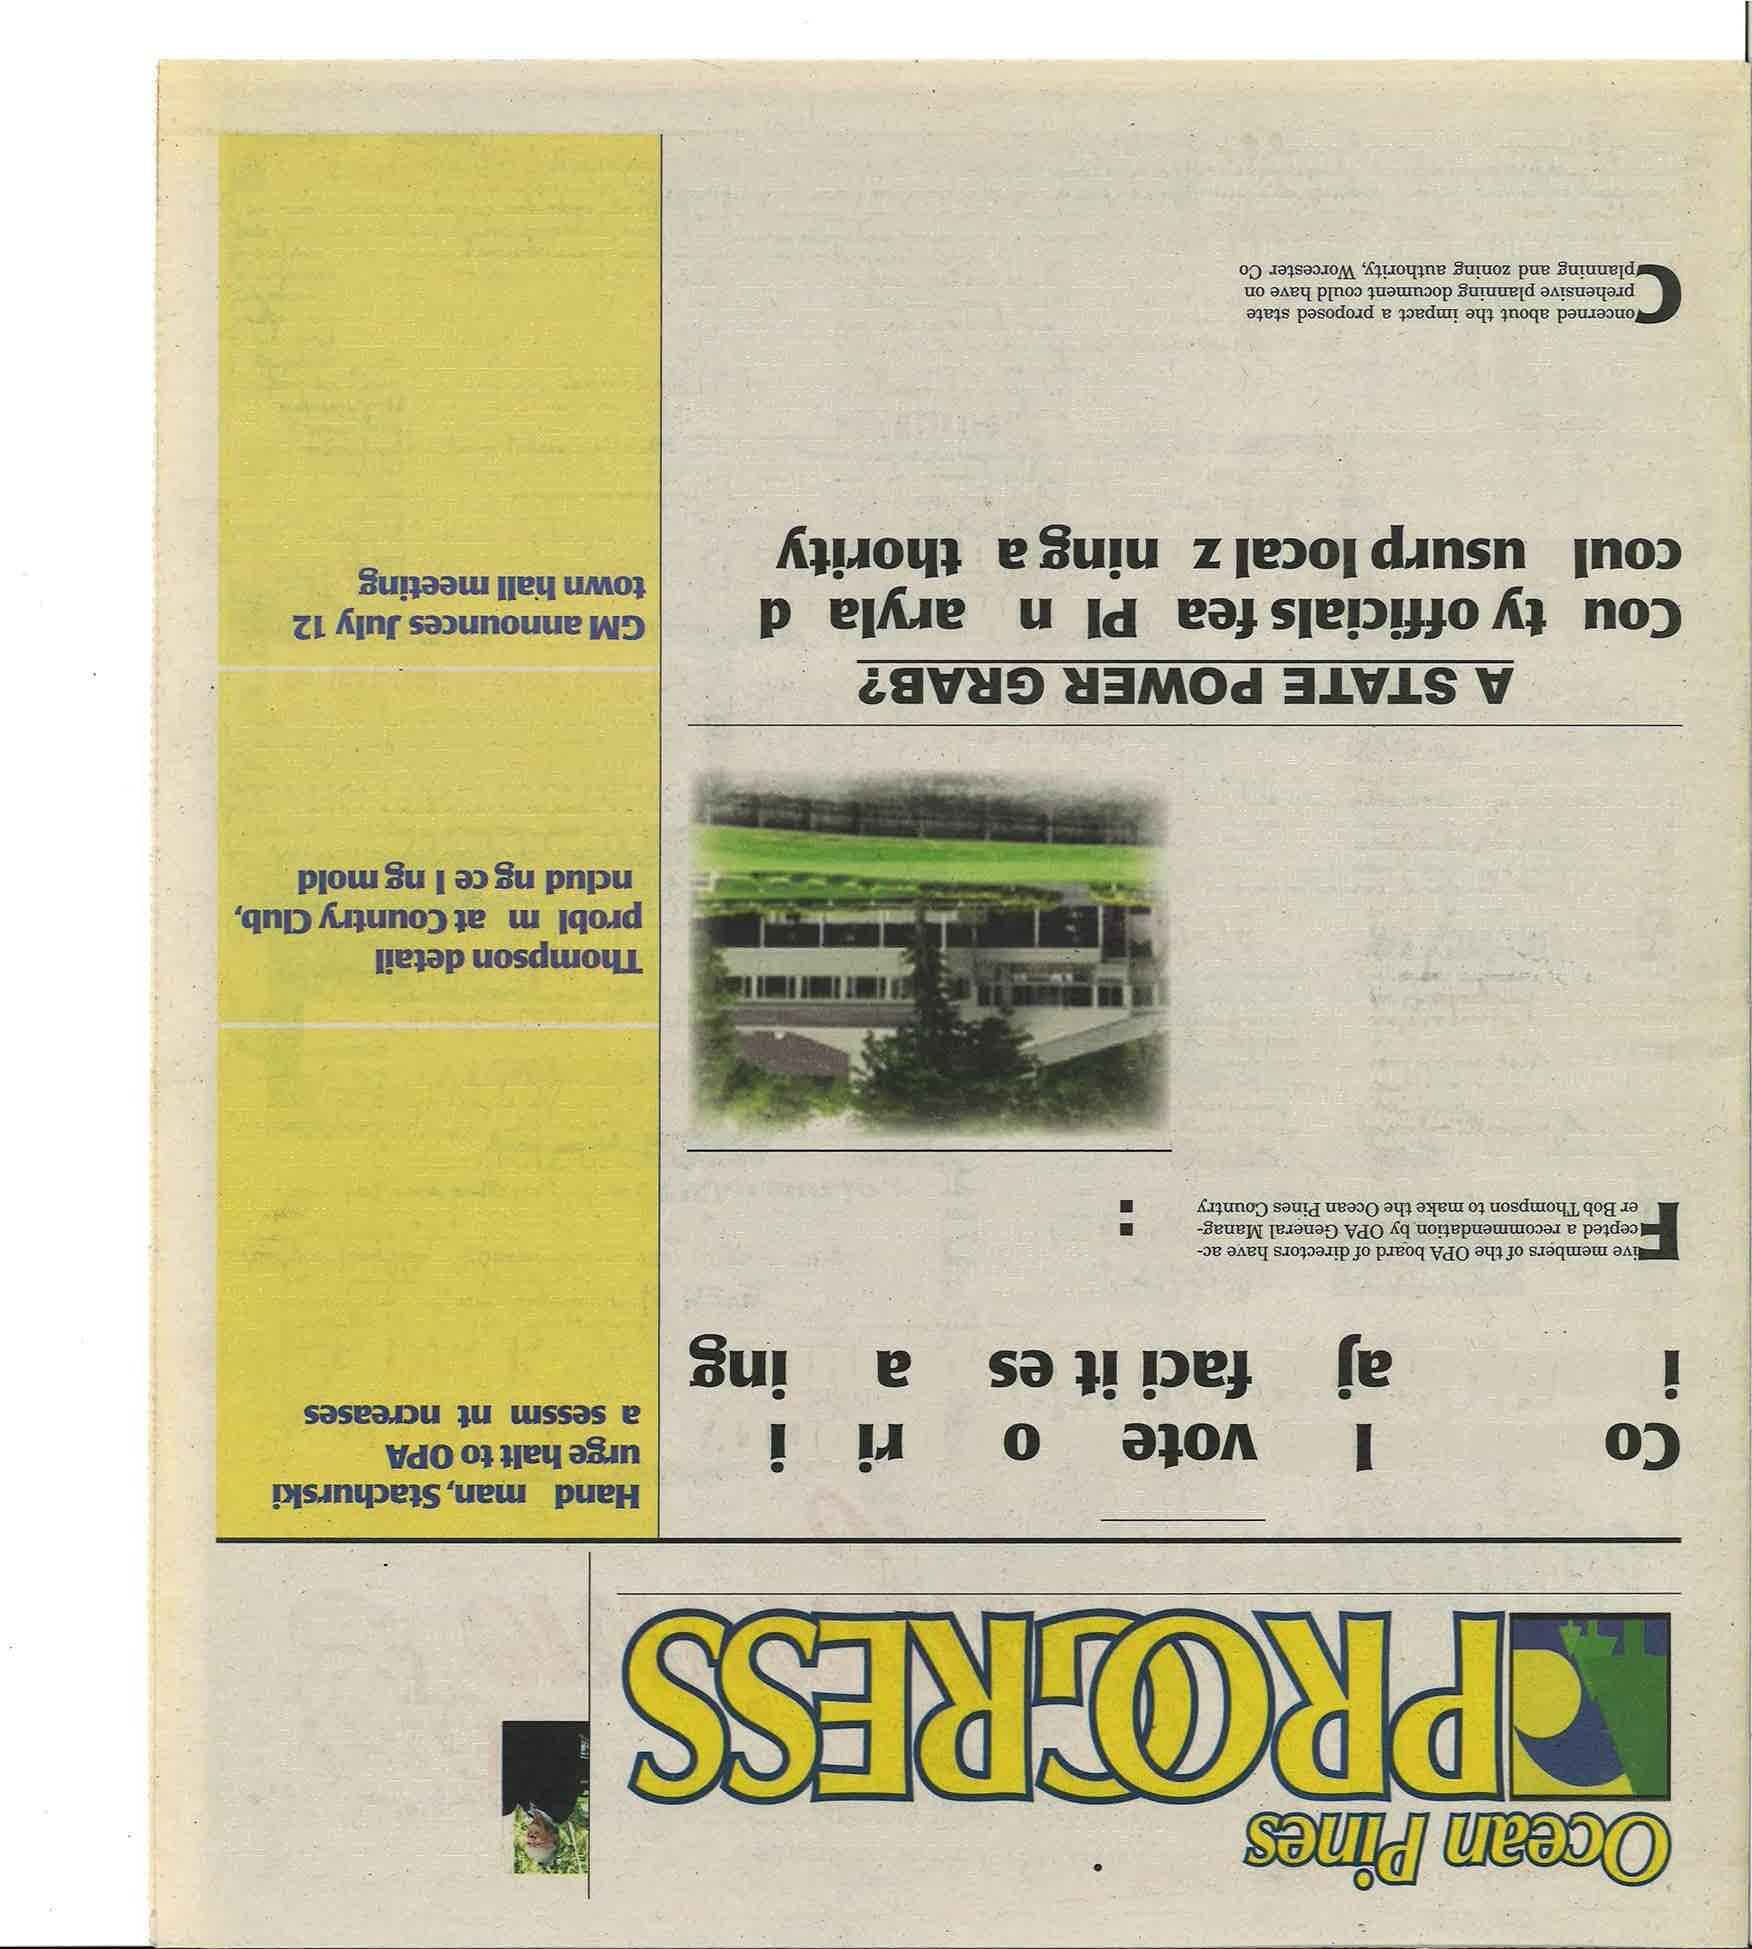 Ocean Pines
PROGRESS
Co l vote o ri i
i aj faci it es a ing
Five members of the OPA board of directors have ac-
cepted a recommendation by OPA General Manag-
er Bob Thompson to make the Ocean Pines Country
:
A STATE POWER GRAB?
Cou ty officials fea Pl n aryla d
coul usurp local z ning a thority
Concerned about the impact a proposed state
prehensive planning document could have on
planning and zoning authority, Worcester Co
Hand man, Stachurski
urge halt to OPA
a sessm nt ncreases
Thompson detail
probl m at Country Club,
nclud ng ce l ng mold
GM announces July 12
town hall meeting